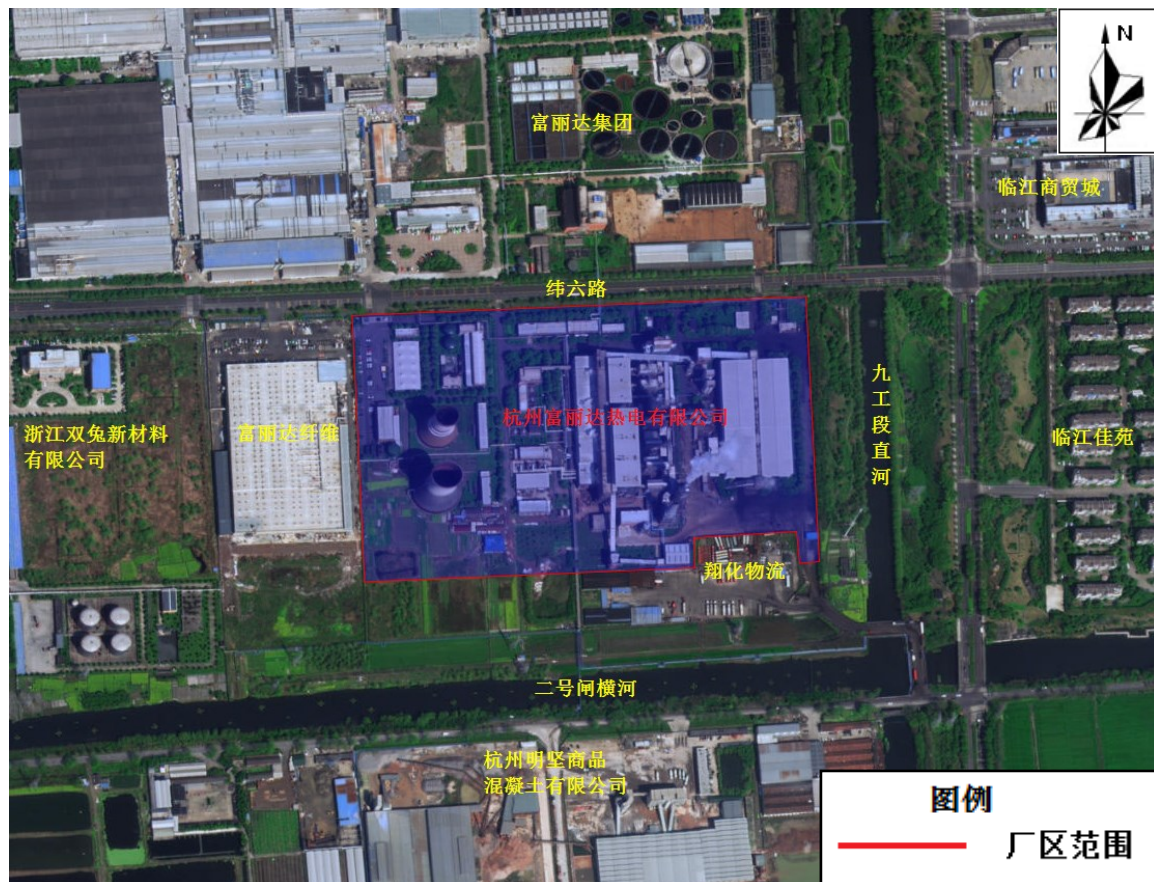 N
富丽达集团
临江商贸城
纬六路
九工段直河
杭州富丽达热电有限公司
浙江双兔新材料
有限公司
富丽达纤维
临江佳苑
翔化物流
二号闸横河
杭州明坚商品
混凝土有限公司
图例
厂区范围